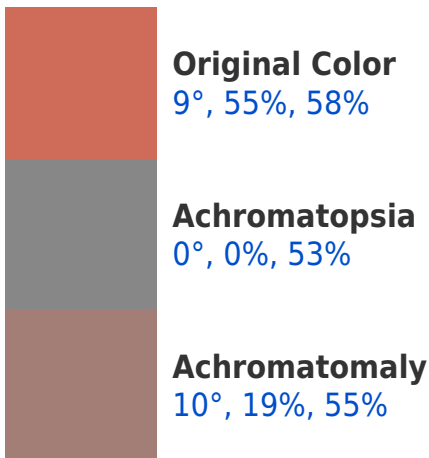 Original Color
9°, 55%, 58%
Achromatopsia
0°, 0%, 53%
Achromatomaly
10°, 19%, 55%